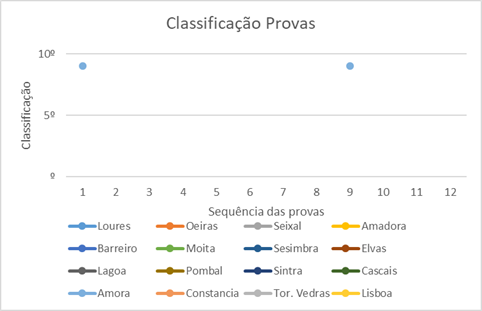 Classificação Provas
10º
5º
º
Classificação
1 2 3 4 5 6 7 8 9 10 11 12
Sequência das provas
Loures Oeiras Seixal Amadora
Barreiro Moita Sesimbra Elvas
Lagoa Pombal Sintra Cascais
Amora Constancia Tor. Vedras Lisboa